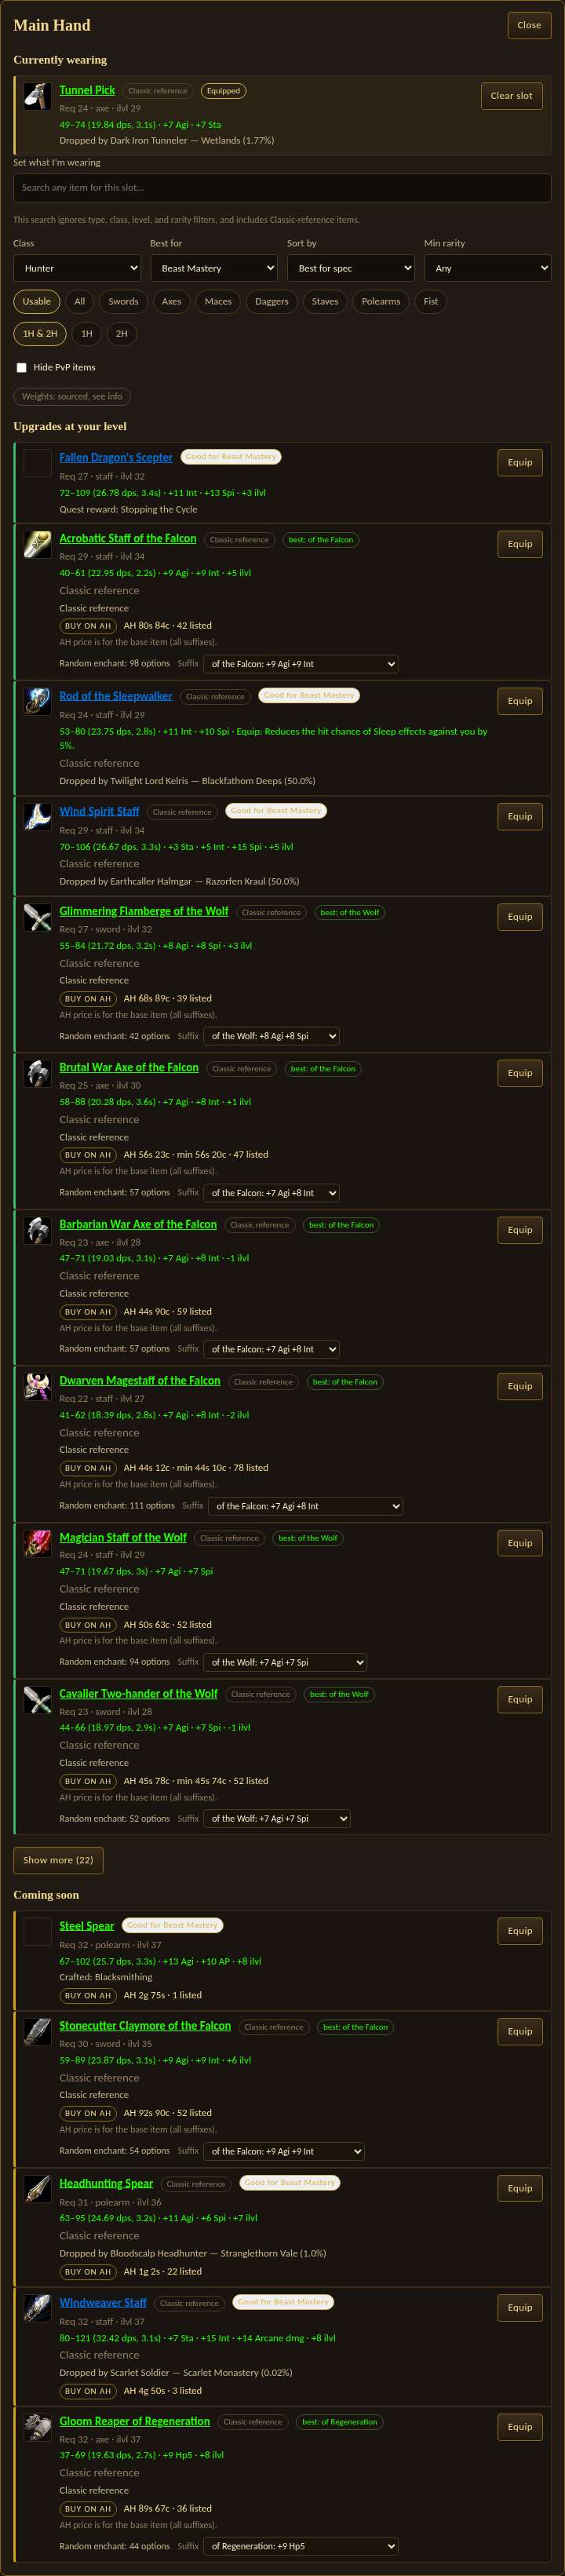 Main Hand
Close
Currently wearing
Tunnel Pick Classic reference Equipped
Clear slot
Req 24 · axe · ilvl 29
49–74 (19.84 dps, 3.1s) · +7 Agi · +7 Sta
Dropped by Dark Iron Tunneler — Wetlands (1.77%)
Set what I'm wearing
Search any item for this slot...
This search ignores type, class, level, and rarity filters, and includes Classic-reference items.
Class Best for Sort by Min rarity
Hunter Beast Mastery Best for spec Any
Usable All Swords Axes Maces Daggers Staves Polearms Fist
1H & 2H 1H 2H
Hide PvP items
Weights: sourced, see info
Upgrades at your level
Fallen Dragon's Scepter Good for Beast Mastery
Equip
Req 27 · staff · ilvl 32
72–109 (26.78 dps, 3.4s) · +11 Int · +13 Spi · +3 ilvl
Quest reward: Stopping the Cycle
Acrobatic Staff of the Falcon Classic reference best: of the Falcon
Equip
Req 29 · staff · ilvl 34
40–61 (22.95 dps, 2.2s) · +9 Agi · +9 Int · +5 ilvl
Classic reference
Classic reference
BUY ON AH AH 80s 84c · 42 listed
AH price is for the base item (all suffixes).
Random enchant: 98 options Suffix of the Falcon: +9 Agi +9 Int
Rod of the Sleepwalker Classic reference Good for Beast Mastery
Equip
Req 24 · staff · ilvl 29
53–80 (23.75 dps, 2.8s) · +11 Int · +10 Spi · Equip: Reduces the hit chance of Sleep effects against you by
5%.
Classic reference
Dropped by Twilight Lord Kelris — Blackfathom Deeps (50.0%)
Wind Spirit Staff Classic reference Good for Beast Mastery
Equip
Req 29 · staff · ilvl 34
70–106 (26.67 dps, 3.3s) · +3 Sta · +5 Int · +15 Spi · +5 ilvl
Classic reference
Dropped by Earthcaller Halmgar — Razorfen Kraul (50.0%)
Glimmering Flamberge of the Wolf Classic reference best: of the Wolf
Equip
Req 27 · sword · ilvl 32
55–84 (21.72 dps, 3.2s) · +8 Agi · +8 Spi · +3 ilvl
Classic reference
Classic reference
BUY ON AH AH 68s 89c · 39 listed
AH price is for the base item (all suffixes).
Random enchant: 42 options Suffix of the Wolf: +8 Agi +8 Spi
Brutal War Axe of the Falcon Classic reference best: of the Falcon
Equip
Req 25 · axe · ilvl 30
58–88 (20.28 dps, 3.6s) · +7 Agi · +8 Int · +1 ilvl
Classic reference
Classic reference
BUY ON AH AH 56s 23c · min 56s 20c · 47 listed
AH price is for the base item (all suffixes).
Random enchant: 57 options Suffix of the Falcon: +7 Agi +8 Int
Barbarian War Axe of the Falcon Classic reference best: of the Falcon
Equip
Req 23 · axe · ilvl 28
47–71 (19.03 dps, 3.1s) · +7 Agi · +8 Int · -1 ilvl
Classic reference
Classic reference
BUY ON AH AH 44s 90c · 59 listed
AH price is for the base item (all suffixes).
Random enchant: 57 options Suffix of the Falcon: +7 Agi +8 Int
Dwarven Magestaff of the Falcon Classic reference best: of the Falcon
Equip
Req 22 · staff · ilvl 27
41–62 (18.39 dps, 2.8s) · +7 Agi · +8 Int · -2 ilvl
Classic reference
Classic reference
BUY ON AH AH 44s 12c · min 44s 10c · 78 listed
AH price is for the base item (all suffixes).
Random enchant: 111 options Suffix of the Falcon: +7 Agi +8 Int
Magician Staff of the Wolf Classic reference best: of the Wolf
Equip
Req 24 · staff · ilvl 29
47–71 (19.67 dps, 3s) · +7 Agi · +7 Spi
Classic reference
Classic reference
BUY ON AH AH 50s 63c · 52 listed
AH price is for the base item (all suffixes).
Random enchant: 94 options Suffix of the Wolf: +7 Agi +7 Spi
Cavalier Two-hander of the Wolf Classic reference best: of the Wolf
Equip
Req 23 · sword · ilvl 28
44–66 (18.97 dps, 2.9s) · +7 Agi · +7 Spi · -1 ilvl
Classic reference
Classic reference
BUY ON AH AH 45s 78c · min 45s 74c · 52 listed
AH price is for the base item (all suffixes).
Random enchant: 52 options Suffix of the Wolf: +7 Agi +7 Spi
Show more (22)
Coming soon
Steel Spear Good for Beast Mastery
Equip
Req 32 · polearm · ilvl 37
67–102 (25.7 dps, 3.3s) · +13 Agi · +10 AP · +8 ilvl
Crafted: Blacksmithing
BUY ON AH AH 2g 75s · 1 listed
Stonecutter Claymore of the Falcon Classic reference best: of the Falcon
Equip
Req 30 · sword · ilvl 35
59–89 (23.87 dps, 3.1s) · +9 Agi · +9 Int · +6 ilvl
Classic reference
Classic reference
BUY ON AH AH 92s 90c · 52 listed
AH price is for the base item (all suffixes).
Random enchant: 54 options Suffix of the Falcon: +9 Agi +9 Int
Headhunting Spear Classic reference Good for Beast Mastery
Equip
Req 31 · polearm · ilvl 36
63–95 (24.69 dps, 3.2s) · +11 Agi · +6 Spi · +7 ilvl
Classic reference
Dropped by Bloodscalp Headhunter — Stranglethorn Vale (1.0%)
BUY ON AH AH 1g 2s · 22 listed
Windweaver Staff Classic reference Good for Beast Mastery
Equip
Req 32 · staff · ilvl 37
80–121 (32.42 dps, 3.1s) · +7 Sta · +15 Int · +14 Arcane dmg · +8 ilvl
Classic reference
Dropped by Scarlet Soldier — Scarlet Monastery (0.02%)
BUY ON AH AH 4g 50s · 3 listed
Gloom Reaper of Regeneration Classic reference best: of Regeneration
Equip
Req 32 · axe · ilvl 37
37–69 (19.63 dps, 2.7s) · +9 Hp5 · +8 ilvl
Classic reference
Classic reference
BUY ON AH AH 89s 67c · 36 listed
AH price is for the base item (all suffixes).
Random enchant: 44 options Suffix of Regeneration: +9 Hp5